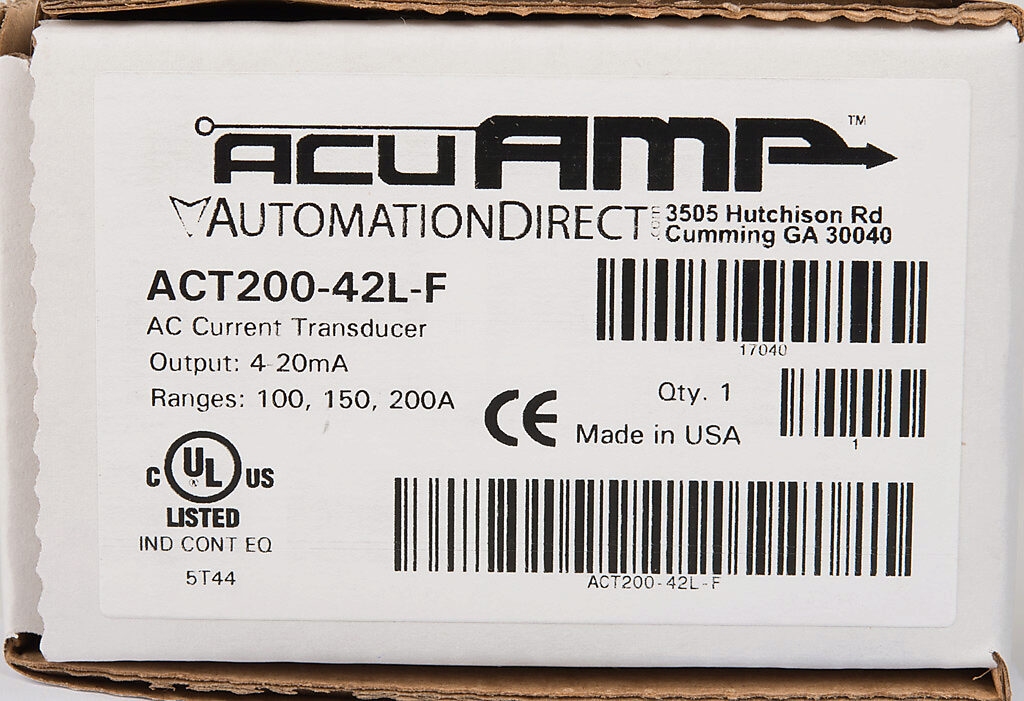 ACUAMP™
AUTOMATIONDIRECT.com
3505 Hutchison Rd
Cumming GA 30040
ACT200-42L-F
AC Current Transducer
Output: 4-20mA
Ranges: 100, 150, 200A
17040
Qty. 1
CE
Made in USA
1
C UL US
®
LISTED
IND CONT EQ
5T44
ACT200-42L-F